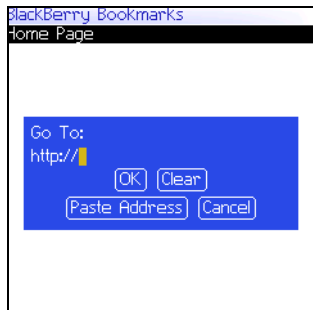 BlackBerry Bookmarks
Home Page
Go To:
http://
OK Clear
Paste Address Cancel